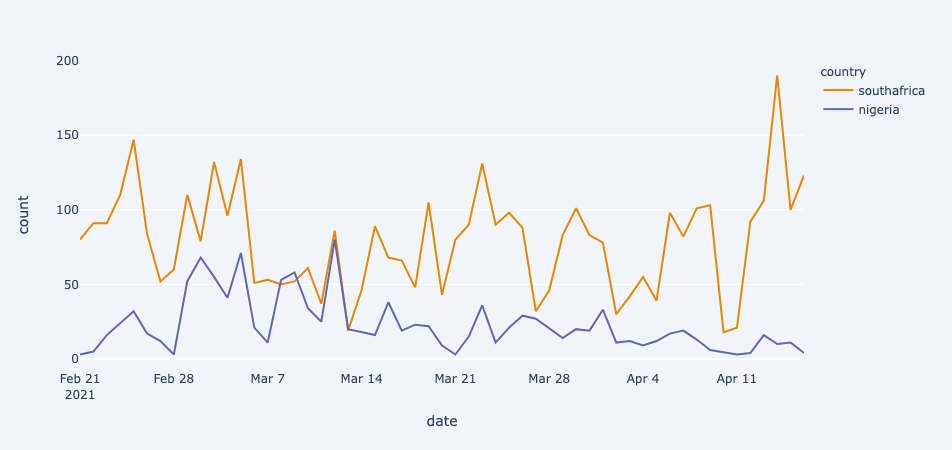 200
150
100
50
0
count
Feb 21
2021
Feb 28
Mar 7
Mar 14
Mar 21
Mar 28
Apr 4
Apr 11
date
country
southafrica
nigeria